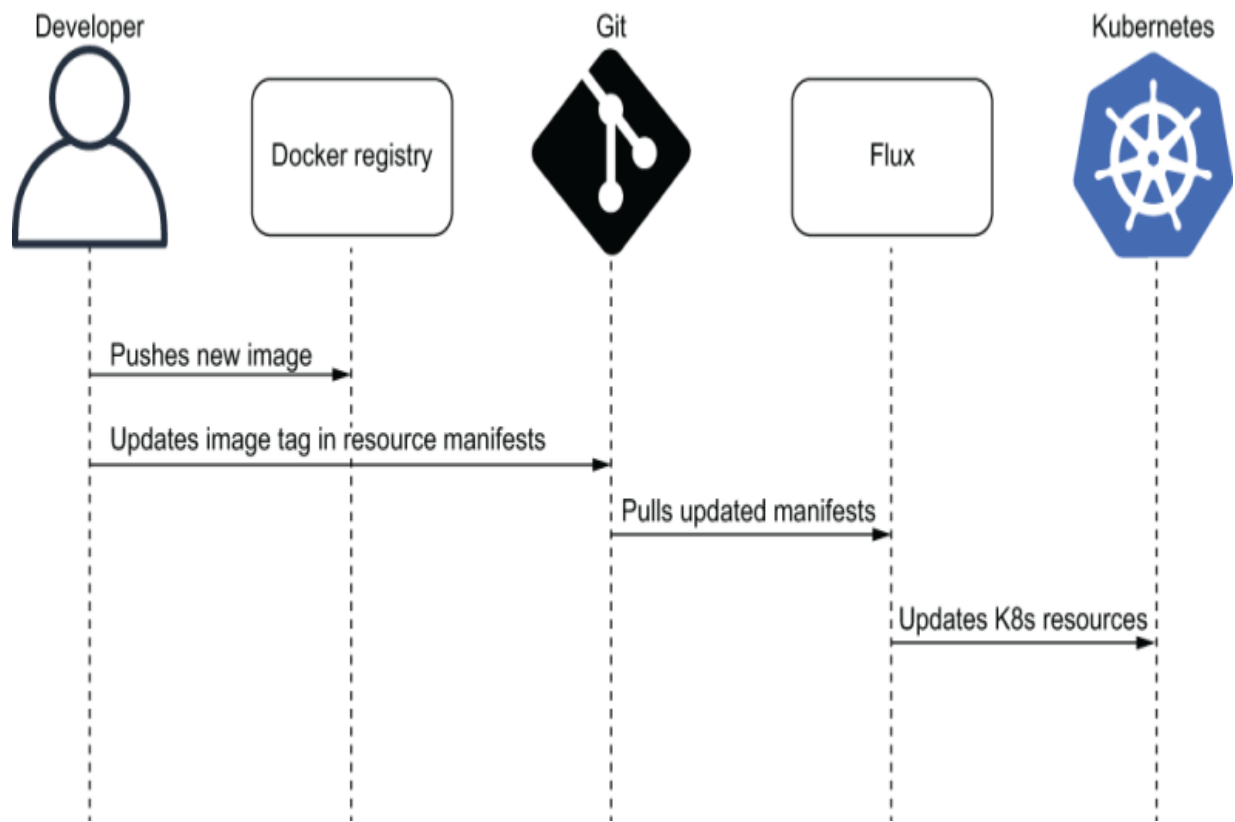 Developer
Git
Kubernetes
Docker registry
Flux
Pushes new image
Updates image tag in resource manifests
Pulls updated manifests
Updates K8s resources